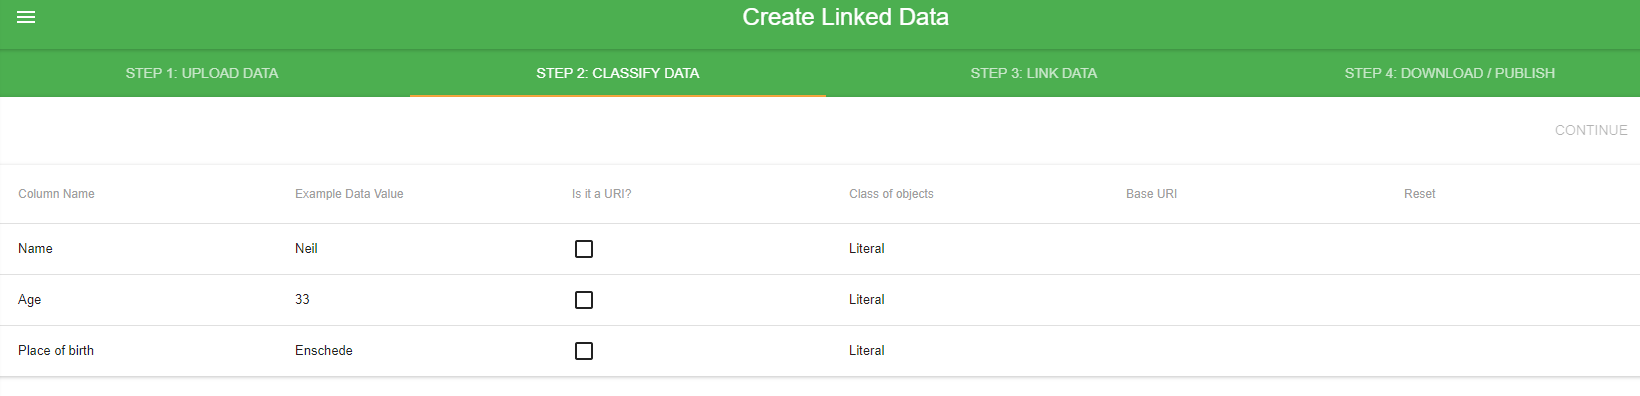 Create Linked Data
STEP 1: UPLOAD DATA STEP 2: CLASSIFY DATA STEP 3: LINK DATA STEP 4: DOWNLOAD / PUBLISH
CONTINUE
Column Name Example Data Value Is it a URI? Class of objects Base URI Reset
Name Neil Literal
Age 33 Literal
Place of birth Enschede Literal